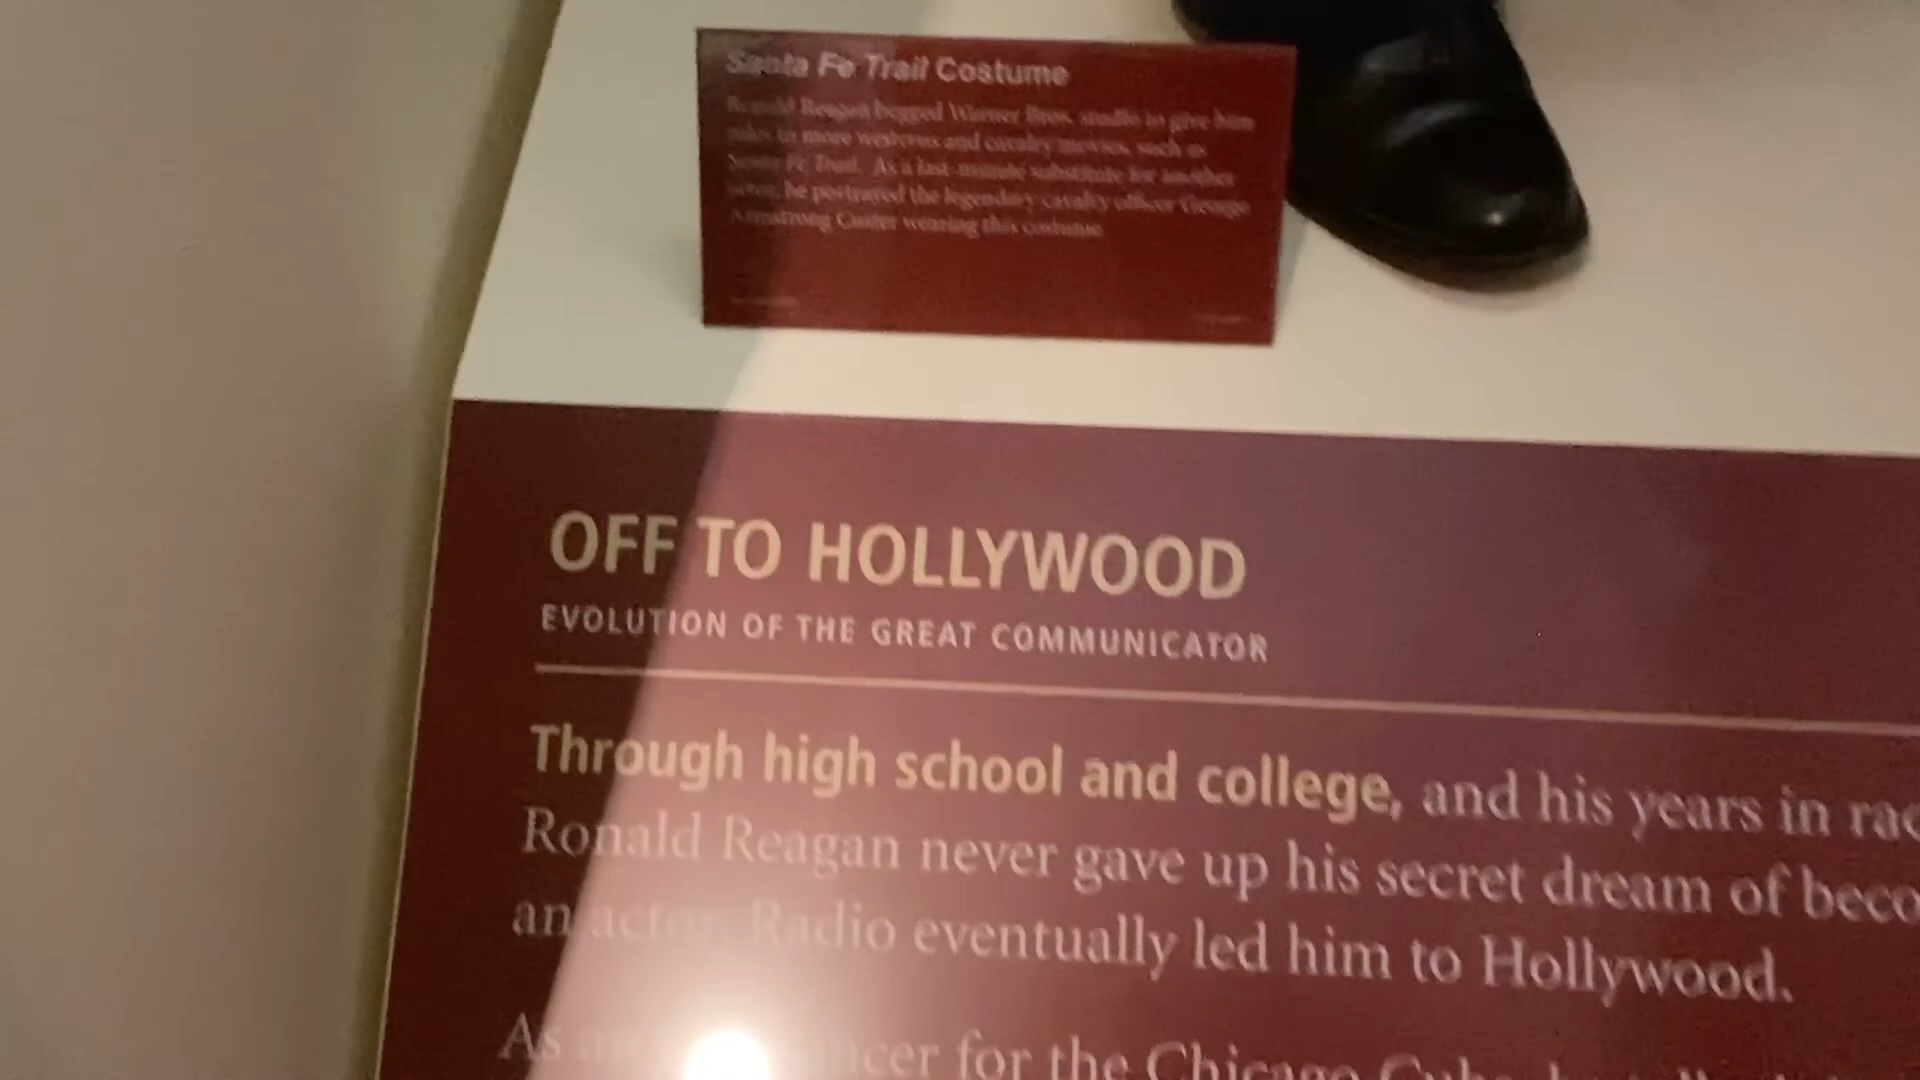 Santa Fe Trail Costume
Ronald Reagan begged Warner Bros. studio to give him
roles in more westerns and cavalry movies, such as
Santa Fe Trail. As a last-minute substitute for another
actor, he portrayed the legendary cavalry officer George
Armstrong Custer wearing this costume.
OFF TO HOLLYWOOD
EVOLUTION OF THE GREAT COMMUNICATOR
Through high school and college, and his years in
Ronald Reagan never gave up his secret dream of
an actor. Radio eventually led him to Hollywood.
As for the Chicago Cubs,